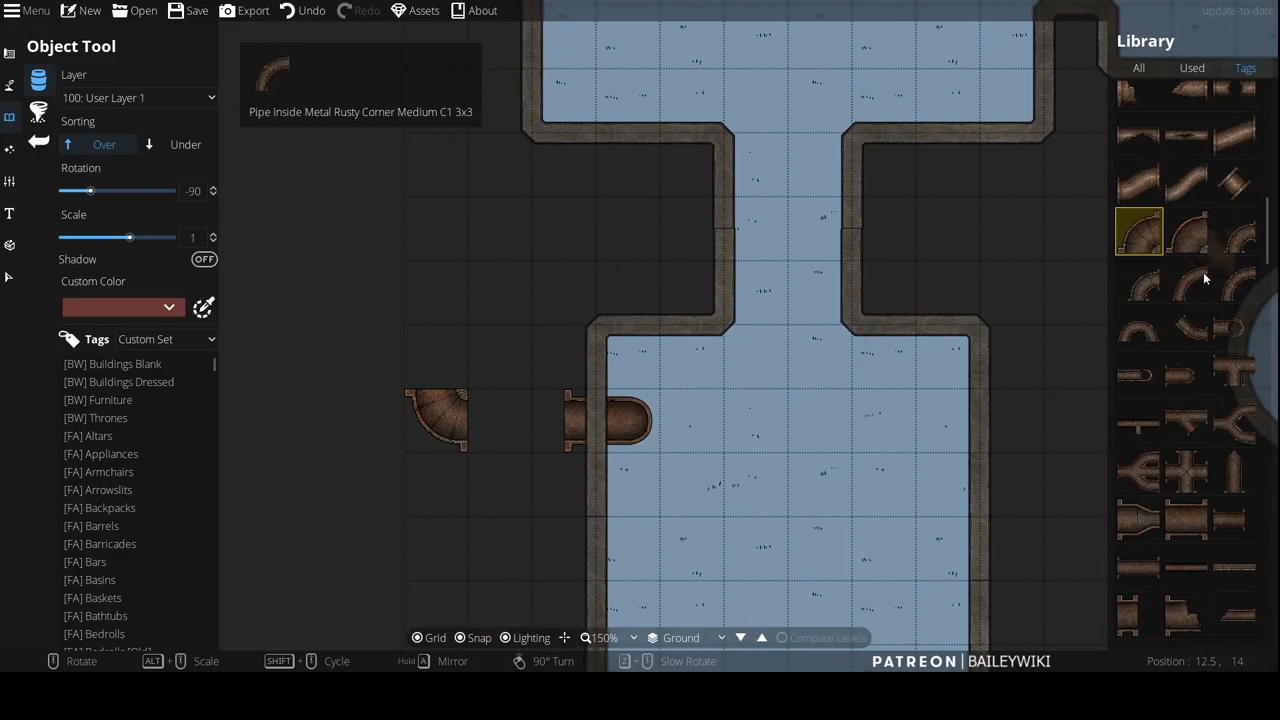 Menu New Open Save Export Undo Redo Assets About update-to-date
Object Tool
Layer
100: User Layer 1
Sorting
Over Under
Rotation
-90
Scale
1
Shadow OFF
Custom Color
Tags Custom Set
[BW] Buildings Blank
[BW] Buildings Dressed
[BW] Furniture
[BW] Thrones
[FA] Altars
[FA] Appliances
[FA] Armchairs
[FA] Arrowslits
[FA] Backpacks
[FA] Barrels
[FA] Barricades
[FA] Bars
[FA] Basins
[FA] Baskets
[FA] Bathtubs
[FA] Bedrolls
Pipe Inside Metal Rusty Corner Medium C1 3x3
Library
All Used Tags
Grid Snap Lighting 150% Ground Compare Levels
Rotate ALT + Scale SHIFT + Cycle Hold A Mirror 90° Turn Z + Slow Rotate PATREON | BAILEYWIKI Position : 12.5, 14